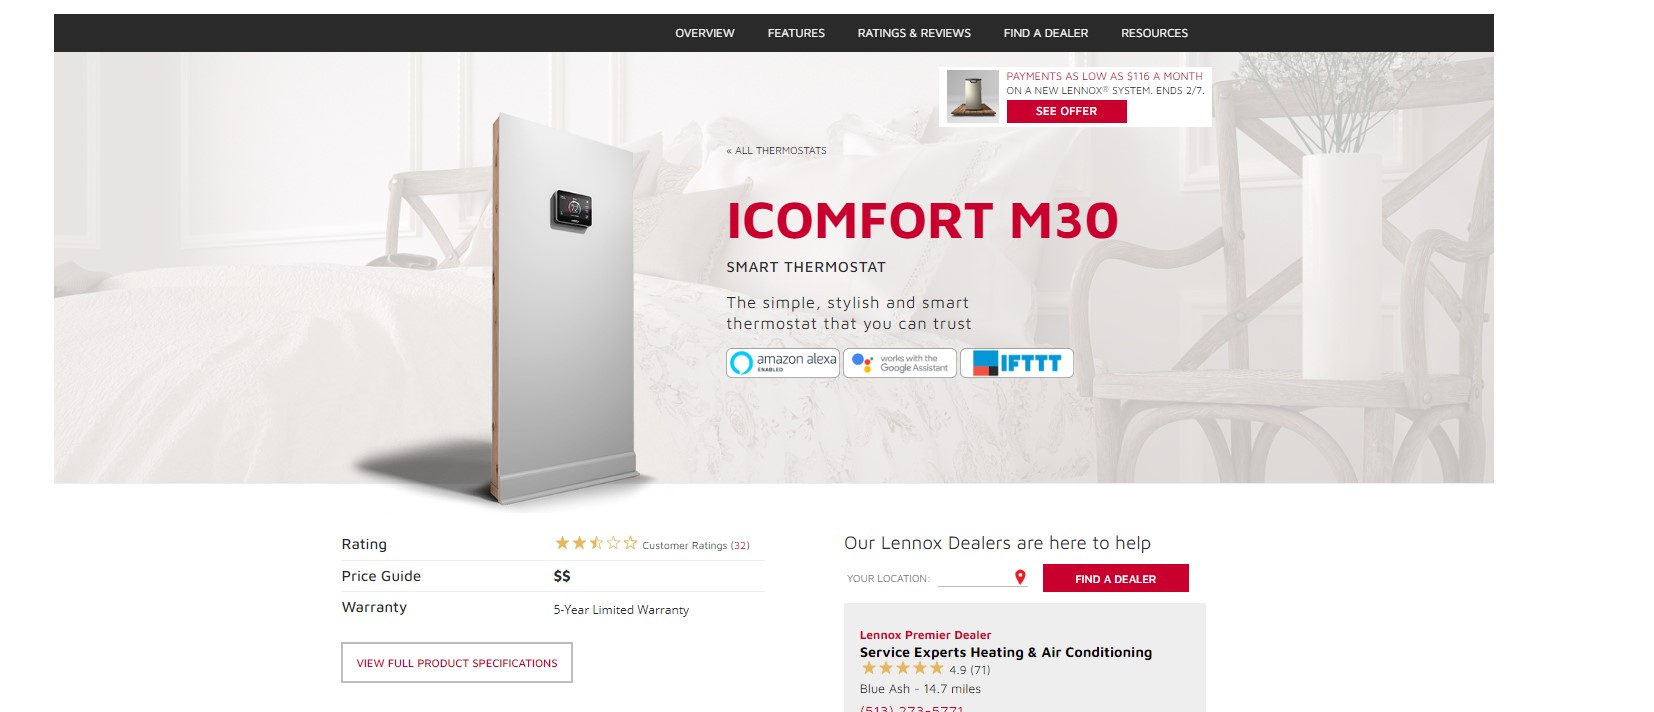 OVERVIEW FEATURES RATINGS & REVIEWS FIND A DEALER RESOURCES
PAYMENTS AS LOW AS $116 A MONTH
ON A NEW LENNOX® SYSTEM. ENDS 2/7.
SEE OFFER
« ALL THERMOSTATS
ICOMFORT M30
SMART THERMOSTAT
The simple, stylish and smart
thermostat that you can trust
amazon alexa
ENABLED
works with the
Google Assistant
IFTTT
Rating Customer Ratings (32)
Price Guide $$
Warranty 5-Year Limited Warranty
VIEW FULL PRODUCT SPECIFICATIONS
Our Lennox Dealers are here to help
YOUR LOCATION: FIND A DEALER
Lennox Premier Dealer
Service Experts Heating & Air Conditioning
4.9 (71)
Blue Ash - 14.7 miles
(513) 273-5771